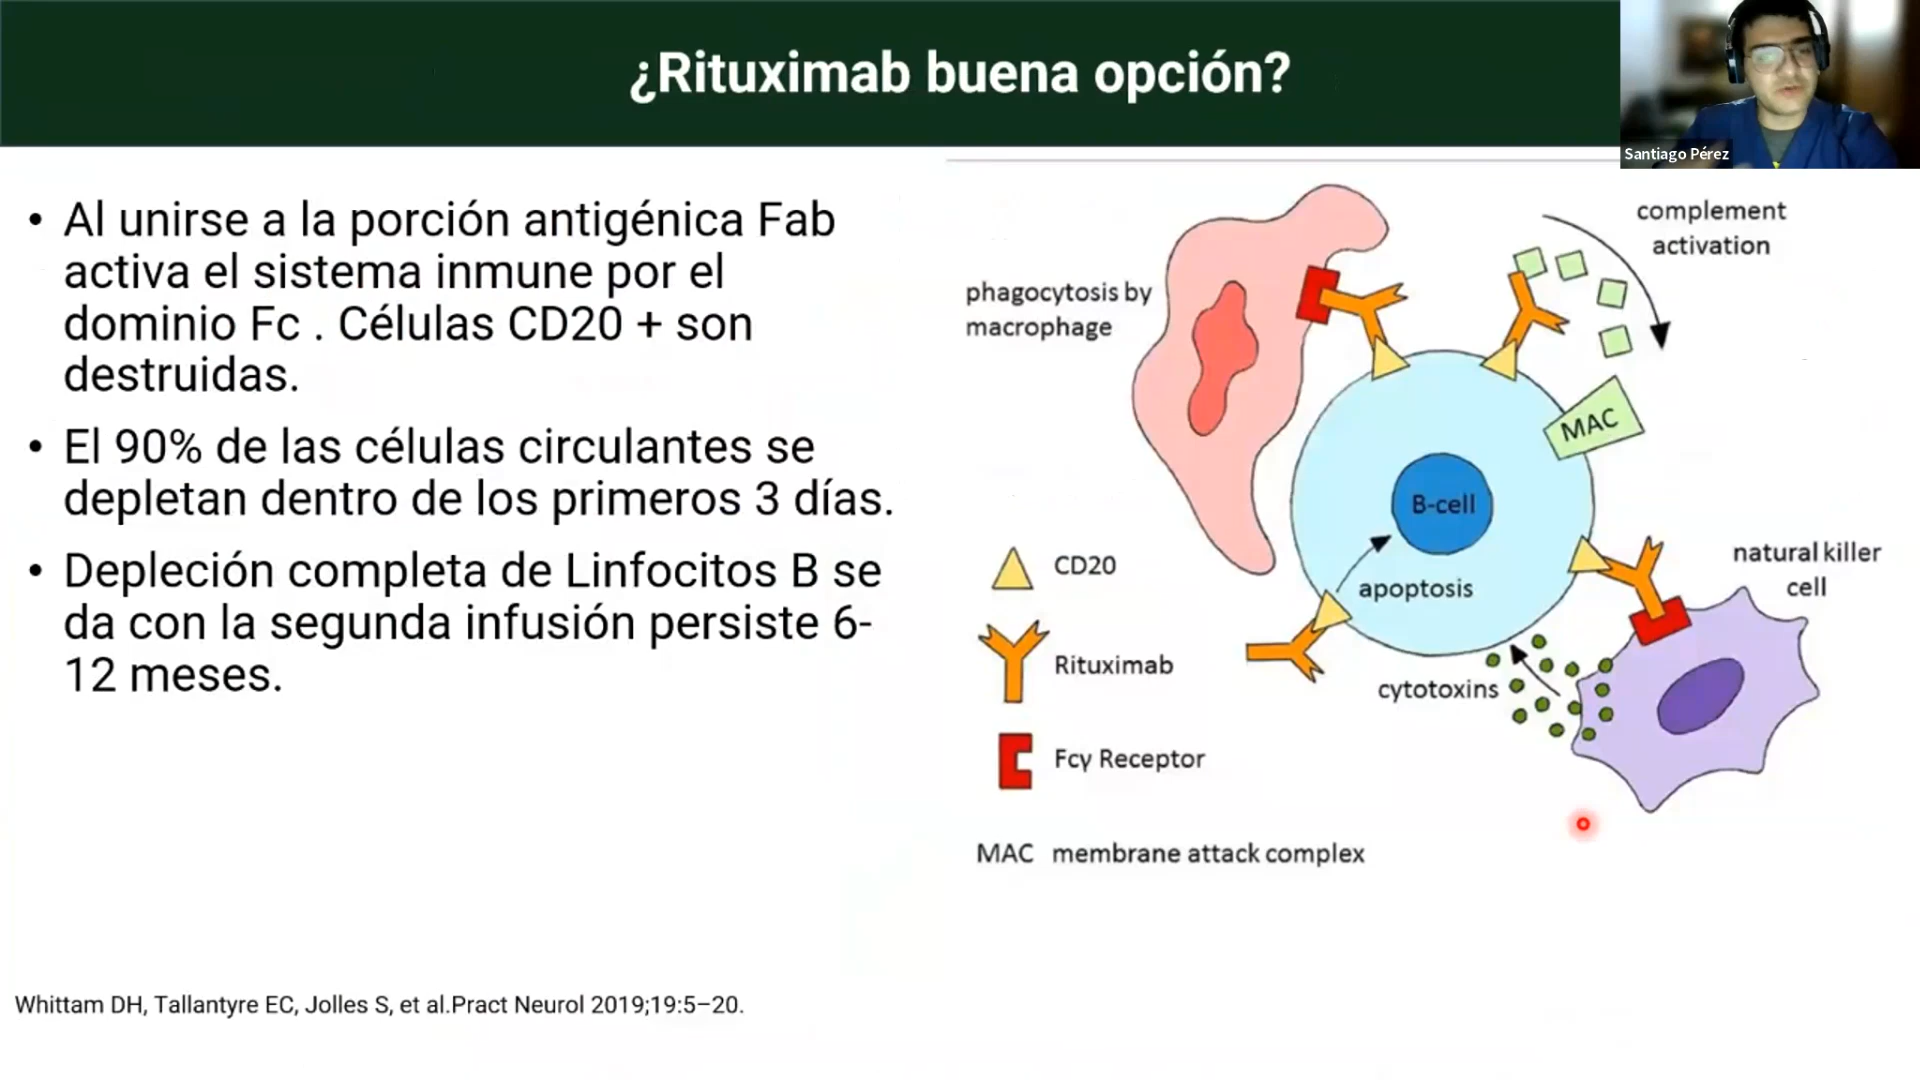 ¿Rituximab buena opción?
Santiago Pérez
• Al unirse a la porción antigénica Fab
activa el sistema inmune por el
dominio Fc . Células CD20 + son
destruidas.
• El 90% de las células circulantes se
depletan dentro de los primeros 3 días.
• Depleción completa de Linfocitos B se
da con la segunda infusión persiste 6-
12 meses.
complement
activation
phagocytosis by
macrophage
MAC
B-cell
natural killer
cell
CD20
apoptosis
Rituximab
cytotoxins
Fcγ Receptor
MAC membrane attack complex
Whittam DH, Tallantyre EC, Jolles S, et al.Pract Neurol 2019;19:5–20.